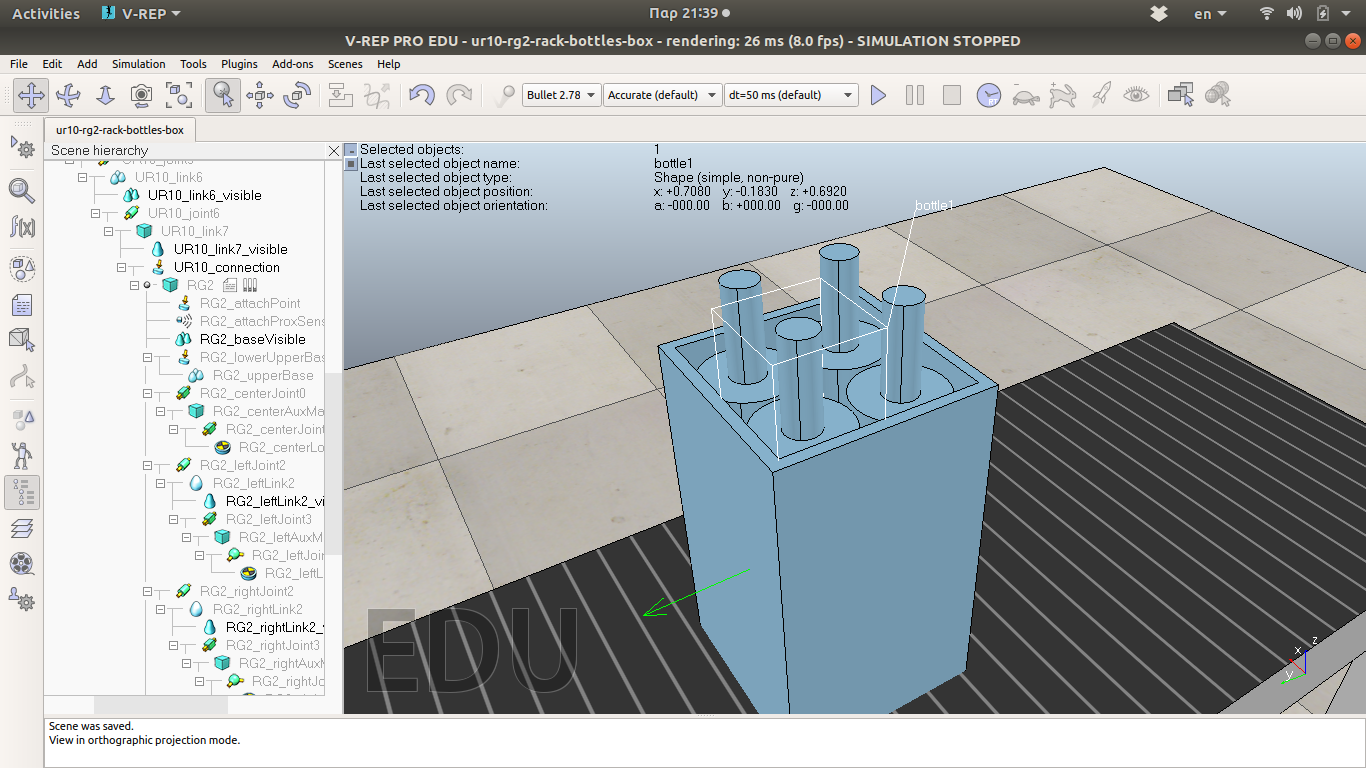 Activities V-REP Παρ 21:39 en
V-REP PRO EDU - ur10-rg2-rack-bottles-box - rendering: 26 ms (8.0 fps) - SIMULATION STOPPED
File Edit Add Simulation Tools Plugins Add-ons Scenes Help
Bullet 2.78 Accurate (default) dt=50 ms (default)
ur10-rg2-rack-bottles-box
Scene hierarchy
UR10_joint5
UR10_link6
UR10_link6_visible
UR10_joint6
UR10_link7
UR10_link7_visible
UR10_connection
RG2
RG2_attachPoint
RG2_attachProxSens
RG2_baseVisible
RG2_lowerUpperBas
RG2_upperBase
RG2_centerJoint0
RG2_centerAuxMa
RG2_centerJoint
RG2_centerLo
RG2_leftJoint2
RG2_leftLink2
RG2_leftLink2_vi
RG2_leftJoint3
RG2_leftAuxM
RG2_leftJoin
RG2_leftL
RG2_rightJoint2
RG2_rightLink2
RG2_rightLink2_
RG2_rightJoint3
RG2_rightAuxM
RG2_rightJo
Selected objects: 1
Last selected object name: bottle1
Last selected object type: Shape (simple, non-pure)
Last selected object position: x: +0.7080 y: -0.1830 z: +0.6920
Last selected object orientation: a: -000.00 b: +000.00 g: -000.00
bottle1
EDU
z
x
y
Scene was saved.
View in orthographic projection mode.